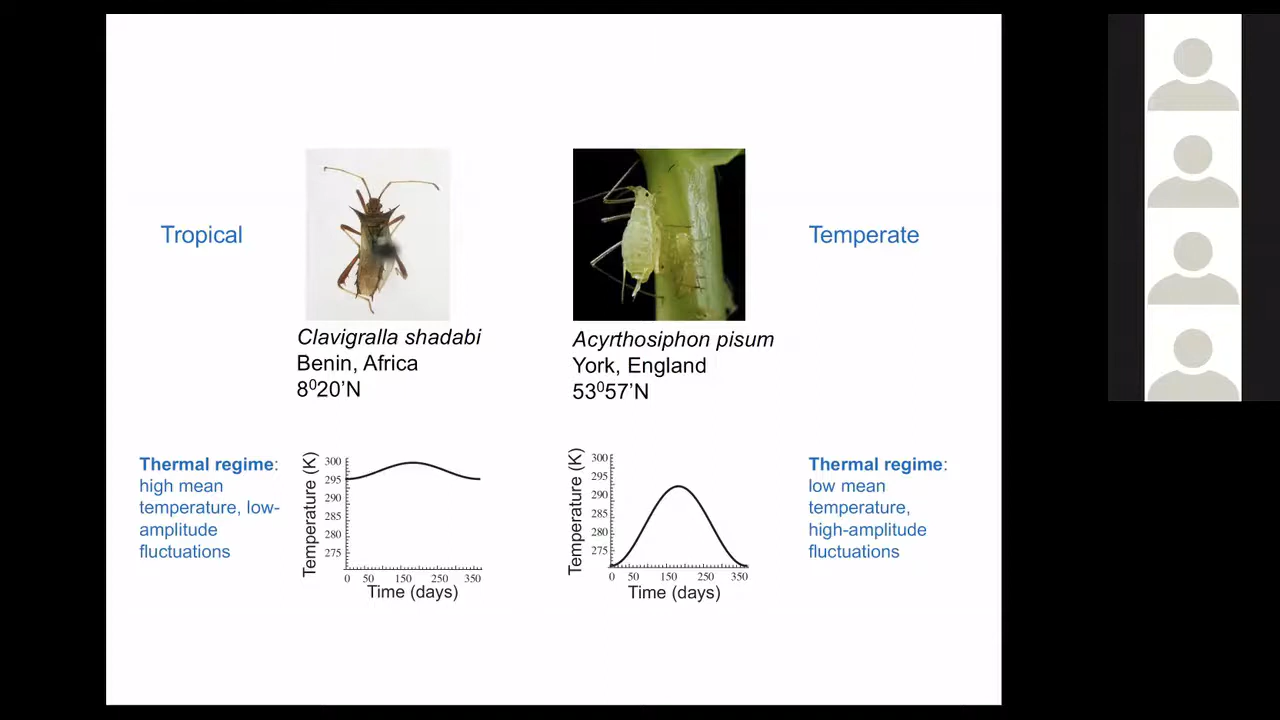 Tropical
Temperate
Clavigralla shadabi
Benin, Africa
8⁰20’N
Acyrthosiphon pisum
York, England
53⁰57’N
Thermal regime:
high mean
temperature, low-
amplitude
fluctuations
Temperature (K)
300
295
290
285
280
275
0 50 150 250 350
Time (days)
Temperature (K)
300
295
290
285
280
275
0 50 150 250 350
Time (days)
Thermal regime:
low mean
temperature,
high-amplitude
fluctuations